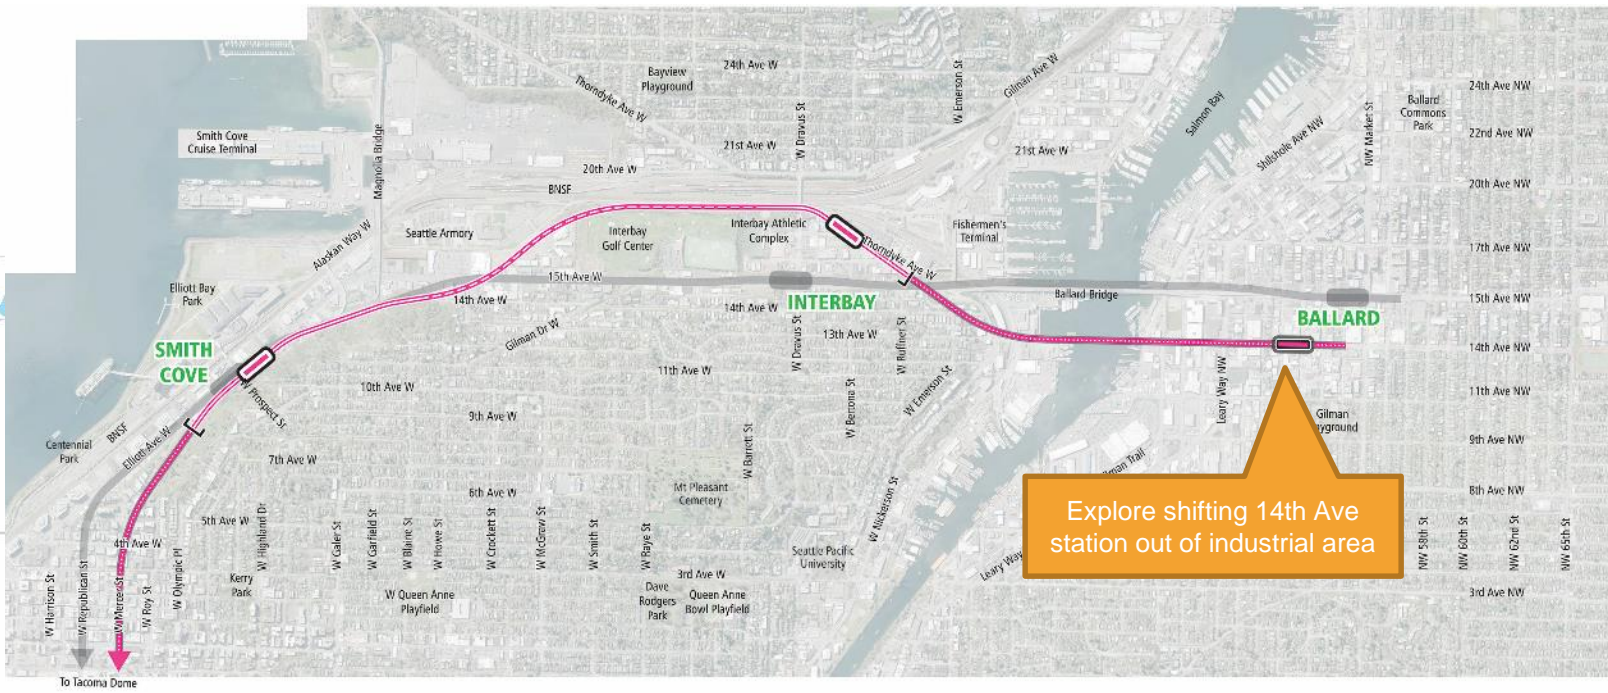 24th Ave W
Bayview
Playground
Thorndyke Ave W
W Emerson St
Gilman Ave W
24th Ave NW
Ballard
Commons
Park
Salmon Bay
Shilshole Ave NW
NW Market St
22nd Ave NW
Smith Cove
Cruise Terminal
Magnolia Bridge
W Dravus St
21st Ave W
21st Ave W
20th Ave W
BNSF
20th Ave NW
Alaskan Way W
Seattle Armory
Interbay
Golf Center
Interbay Athletic
Complex
Thorndyke Ave W
Fishermen's
Terminal
17th Ave NW
Elliott Bay
Park
15th Ave W
14th Ave W
14th Ave W
INTERBAY
Ballard Bridge
15th Ave NW
BALLARD
Gilman Dr W
W Dravus St
13th Ave W
W Ruffner St
14th Ave NW
SMITH
COVE
W Prospect St
10th Ave W
11th Ave W
W Bertona St
W Emerson St
Leary Way NW
11th Ave NW
Gilman
yground
9th Ave W
Centennial
Park
BNSF
Elliott Ave W
7th Ave W
W Barrett St
9th Ave NW
man Trail
6th Ave W
Mt Pleasant
Cemetery
W Nickerson St
8th Ave NW
Explore shifting 14th Ave
station out of industrial area
5th Ave W
W Highland Dr
W Galer St
W Garfield St
W Blaine St
W Howe St
W Crockett St
W McGraw St
W Smith St
W Raye St
Seattle Pacific
University
Leary Way
NW 58th St
NW 60th St
NW 62nd St
NW 65th St
4th Ave W
W Harrison St
W Republican St
W Mercer St
W Roy St
W Olympic Pl
Kerry
Park
W Queen Anne
Playfield
3rd Ave W
Dave
Rodgers
Park
Queen Anne
Bowl Playfield
3rd Ave NW
To Tacoma Dome